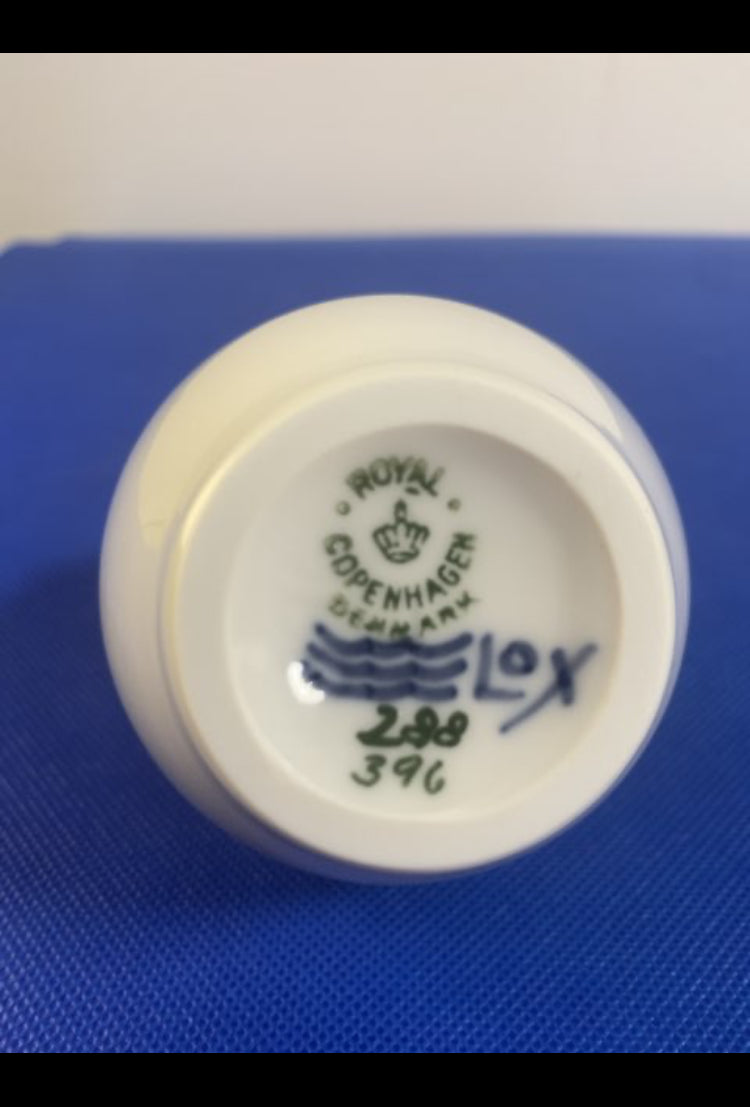 ROYAL
COPENHAGEN
DENMARK
LOX
288
396